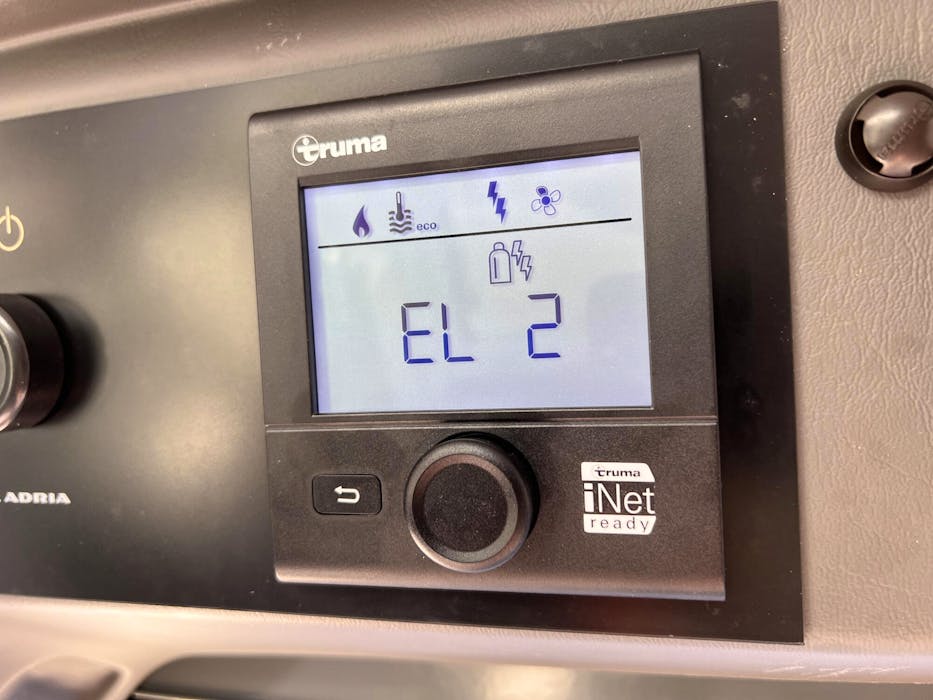 truma
eco
EL 2
ADRIA
truma
iNet
ready